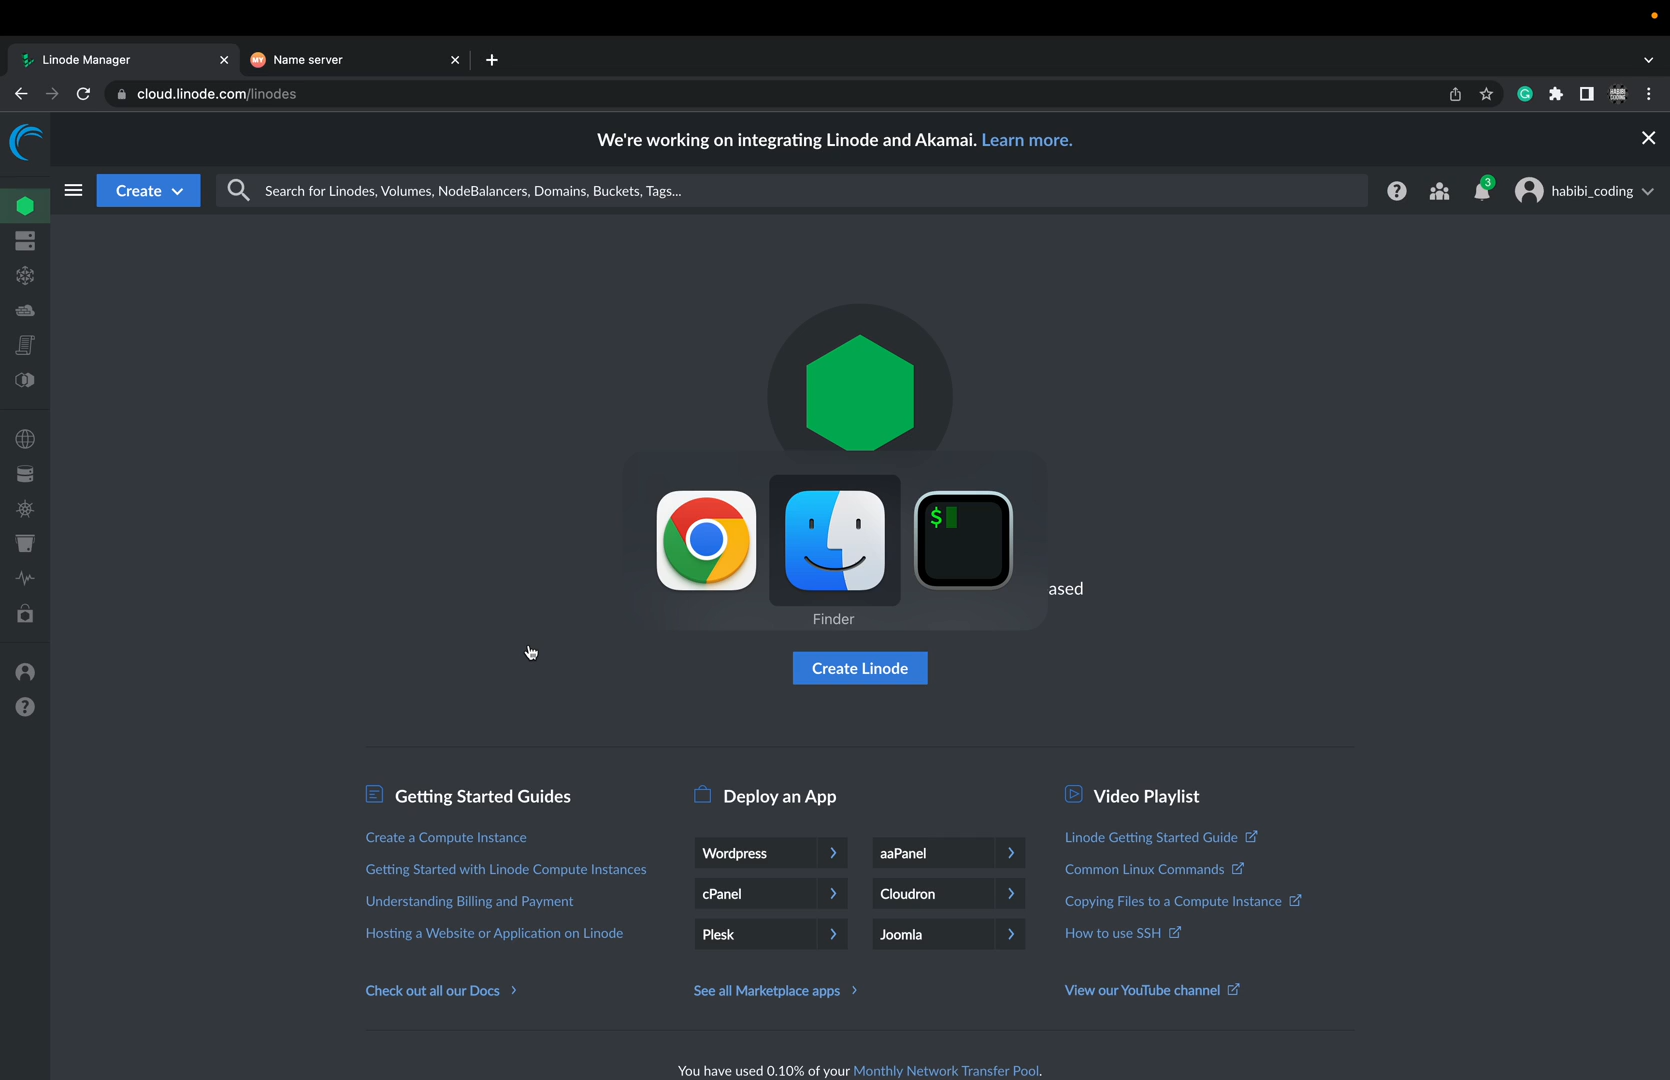 Linode Manager
MY
Name server
cloud.linode.com/linodes
HABIBI
CODING
We're working on integrating Linode and Akamai. Learn more.
Create
Search for Linodes, Volumes, NodeBalancers, Domains, Buckets, Tags...
3
habibi_coding
$
ased
Finder
Create Linode
Getting Started Guides
Create a Compute Instance
Getting Started with Linode Compute Instances
Understanding Billing and Payment
Hosting a Website or Application on Linode
Check out all our Docs
Deploy an App
Wordpress
aaPanel
cPanel
Cloudron
Plesk
Joomla
See all Marketplace apps
Video Playlist
Linode Getting Started Guide
Common Linux Commands
Copying Files to a Compute Instance
How to use SSH
View our YouTube channel
You have used 0.10% of your Monthly Network Transfer Pool.